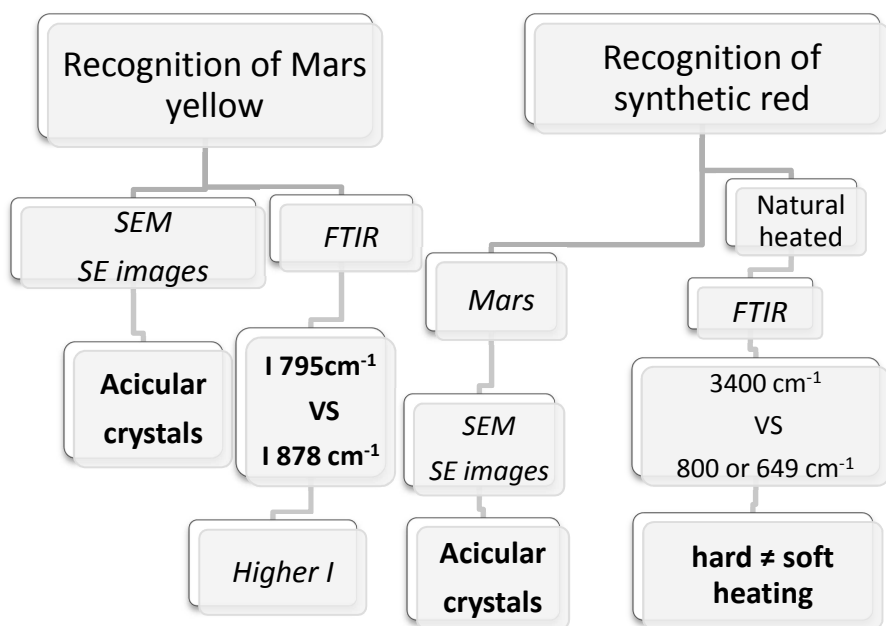 Recognition of Mars
yellow
SEM
SE images
Acicular
crystals
FTIR
I 795cm⁻¹
VS
I 878 cm⁻¹
Higher I
Recognition of
synthetic red
Mars
SEM
SE images
Acicular
crystals
Natural
heated
FTIR
3400 cm⁻¹
VS
800 or 649 cm⁻¹
hard ≠ soft
heating